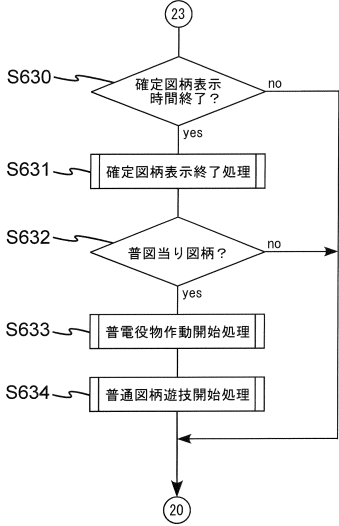 23
S630
確定図柄表示
時間終了？
no
yes
S631
確定図柄表示終了処理
S632
普図当り図柄？
no
yes
S633
普電役物作動開始処理
S634
普通図柄遊技開始処理
20